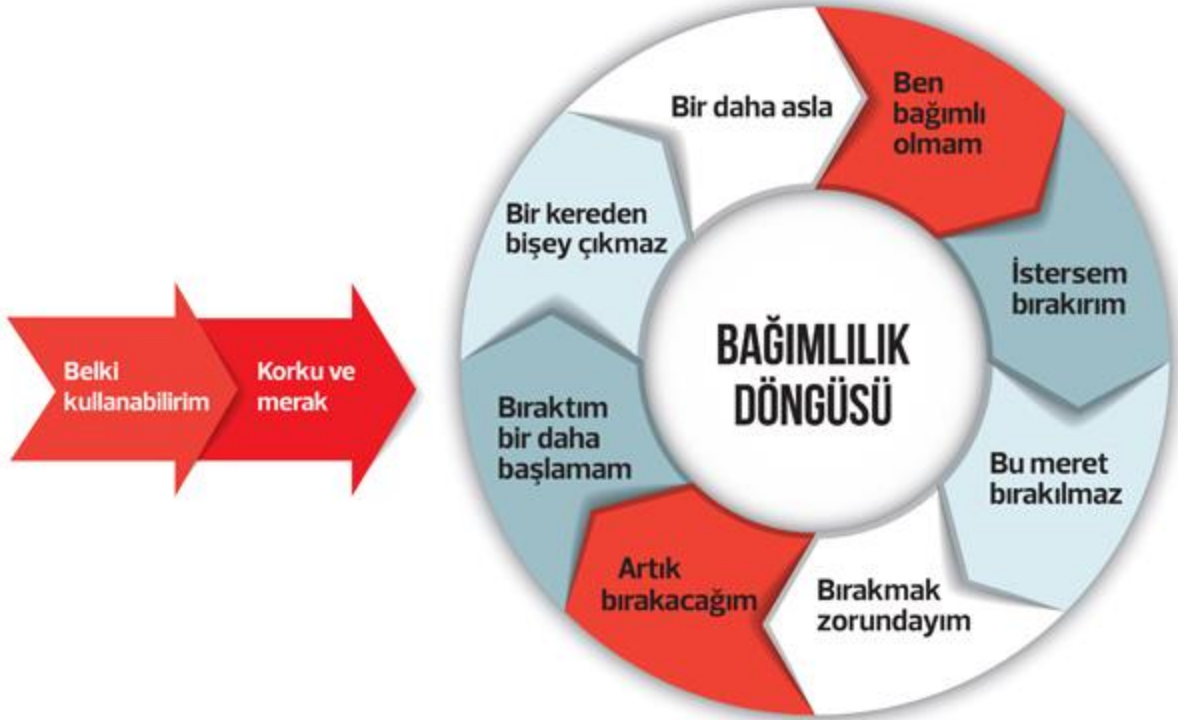 Belki
kullanabilirim
Korku ve
merak
BAĞIMLILIK
DÖNGÜSÜ
Bir kereden
bişey çıkmaz
Bir daha asla
Ben
bağımlı
olmam
İstersem
bırakırım
Bu meret
bırakılmaz
Bırakmak
zorundayım
Artık
bırakacağım
Bıraktım
bir daha
başlamam